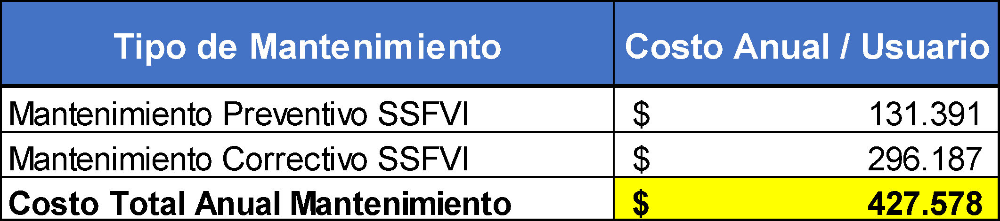 Tipo de Mantenimiento Costo Anual / Usuario
Mantenimiento Preventivo SSFVI $ 131.391
Mantenimiento Correctivo SSFVI $ 296.187
Costo Total Anual Mantenimiento $ 427.578